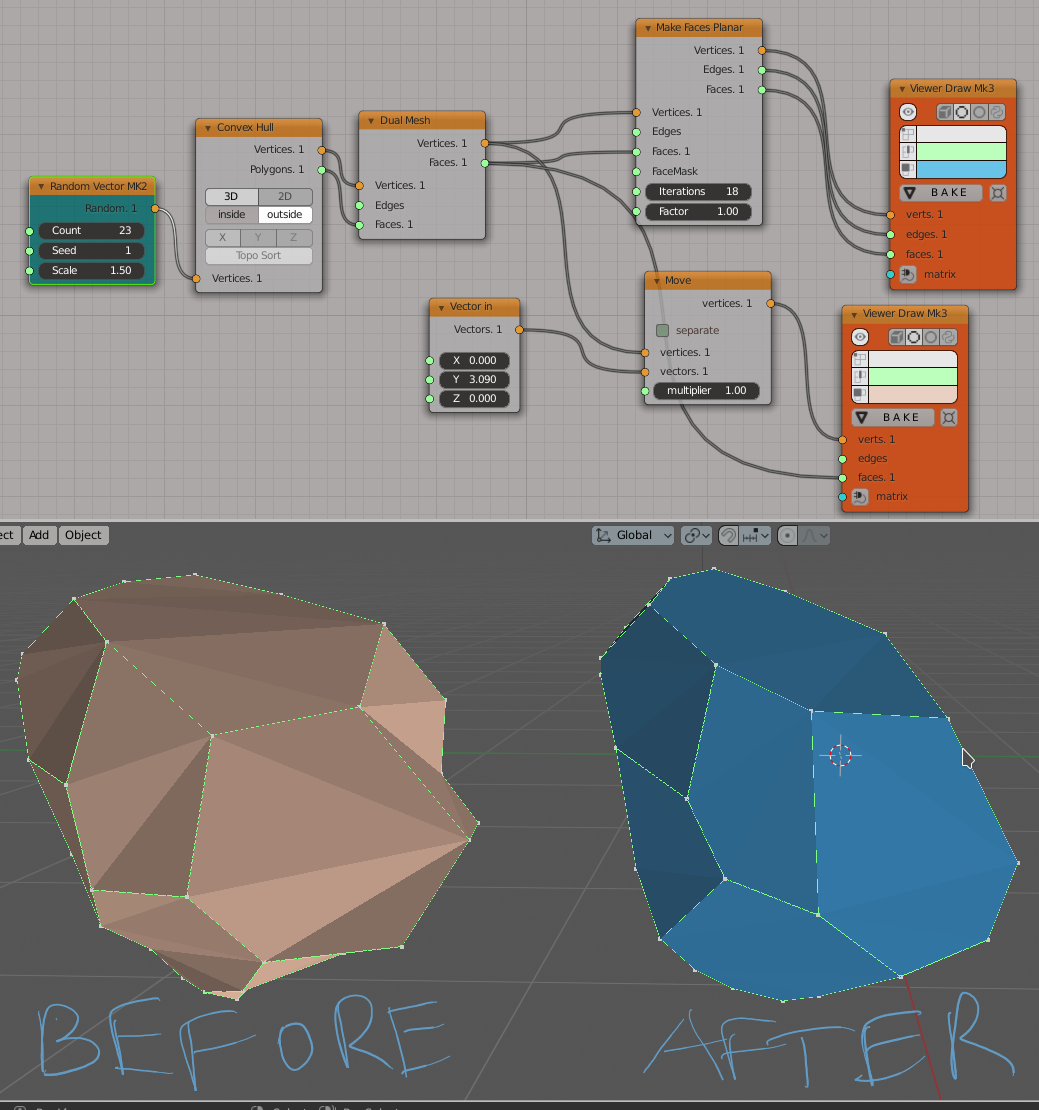 Make Faces Planar
Vertices. 1
Edges. 1
Faces. 1
Vertices. 1
Edges
Faces. 1
FaceMask
Iterations 18
Factor 1.00
Viewer Draw Mk3
BAKE
verts. 1
edges. 1
faces. 1
matrix
Dual Mesh
Vertices. 1
Faces. 1
Vertices. 1
Edges
Faces. 1
Convex Hull
Vertices. 1
Polygons. 1
3D 2D
inside outside
X Y Z
Topo Sort
Vertices. 1
Random Vector MK2
Random. 1
Count 23
Seed 1
Scale 1.50
Vector in
Vectors. 1
X 0.000
Y 3.090
Z 0.000
Move
vertices. 1
separate
vertices. 1
vectors. 1
multiplier 1.00
Viewer Draw Mk3
BAKE
verts. 1
edges
faces. 1
matrix
ect Add Object Global
BEFORE AFTER